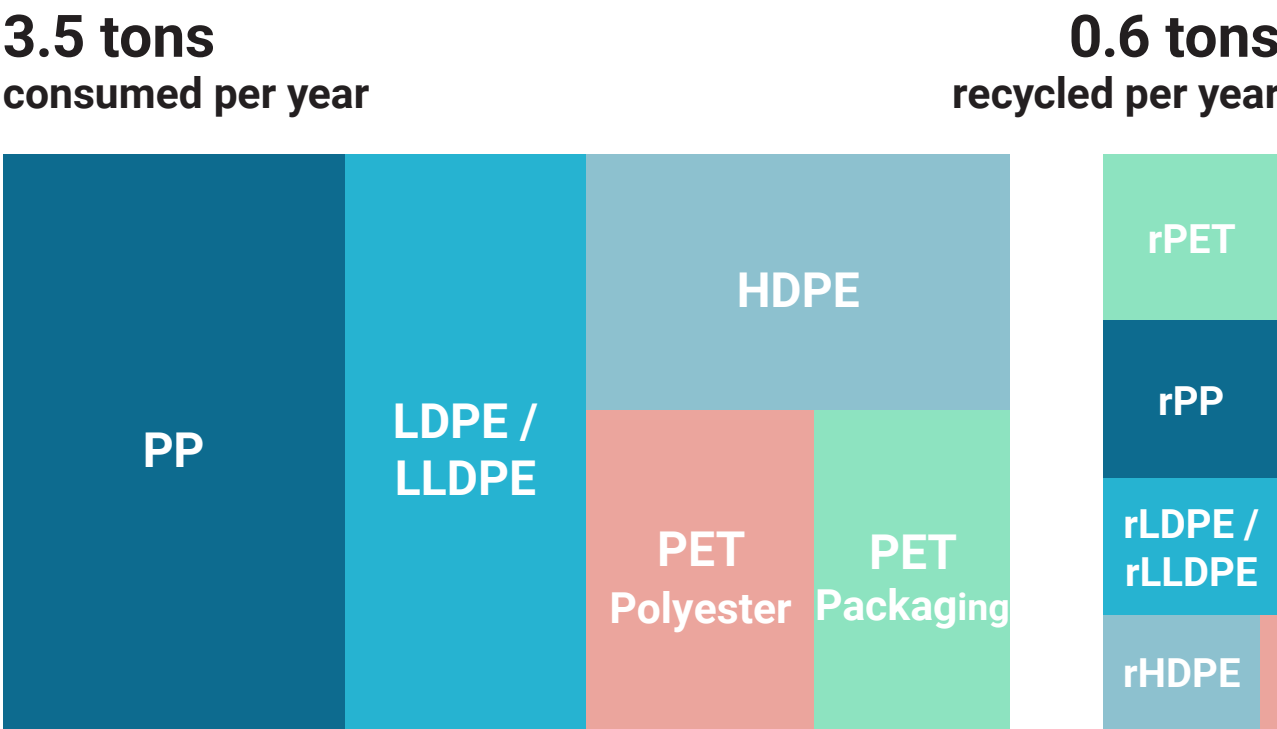 3.5 tons
consumed per year
0.6 tons
recycled per year
PP
LDPE /
LLDPE
HDPE
PET
Polyester
PET
Packaging
rPET
rPP
rLDPE /
rLLDPE
rHDPE